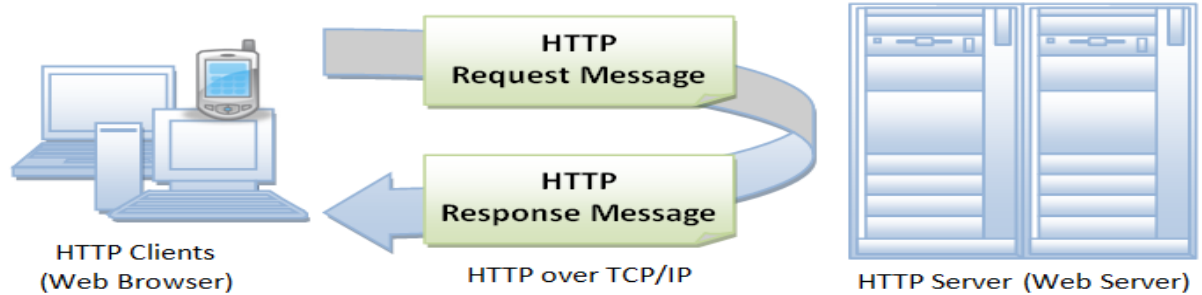 HTTP
Request Message
HTTP
Response Message
HTTP Clients
(Web Browser)
HTTP over TCP/IP
HTTP Server (Web Server)